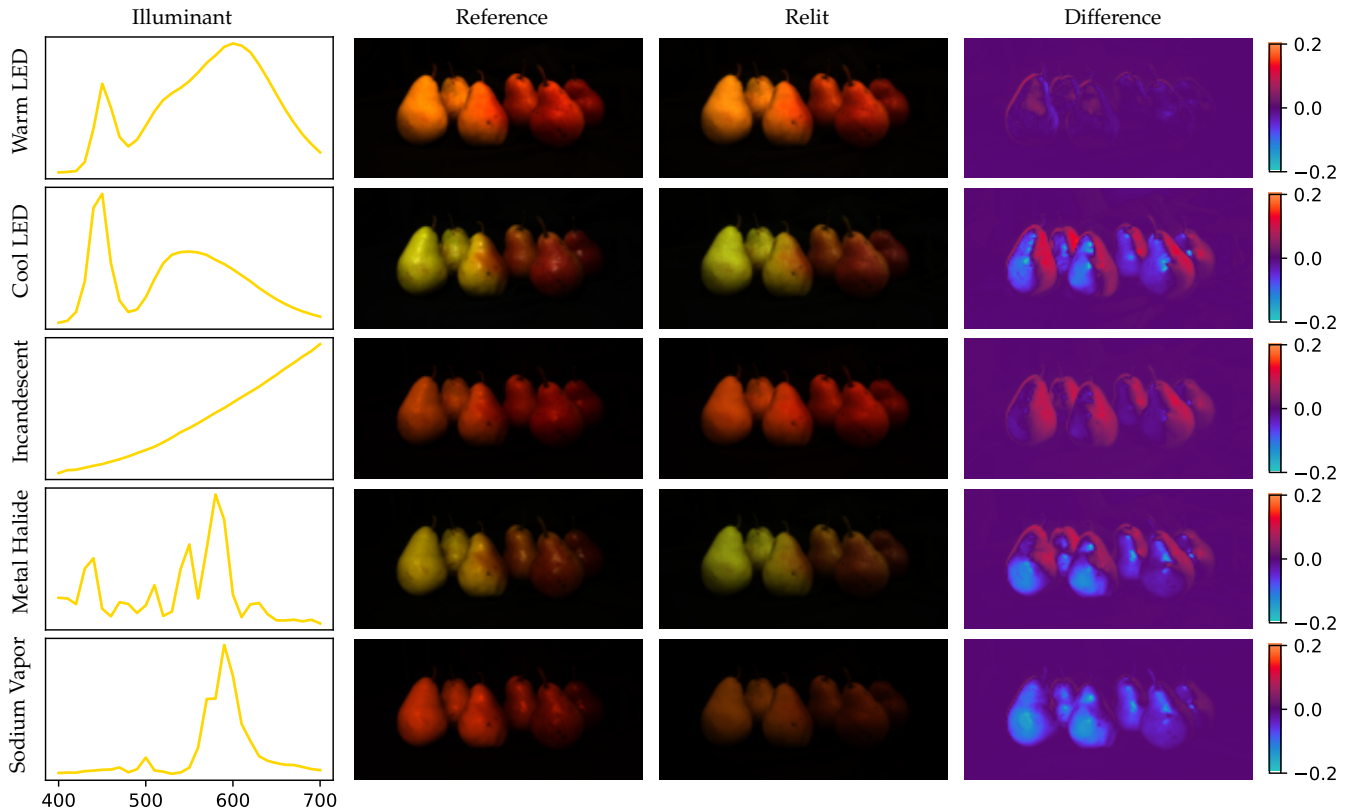 Illuminant Reference Relit Difference
Warm LED
0.2
0.0
−0.2
Cool LED
0.2
0.0
−0.2
Incandescent
0.2
0.0
−0.2
Metal Halide
0.2
0.0
−0.2
Sodium Vapor
0.2
0.0
−0.2
400 500 600 700